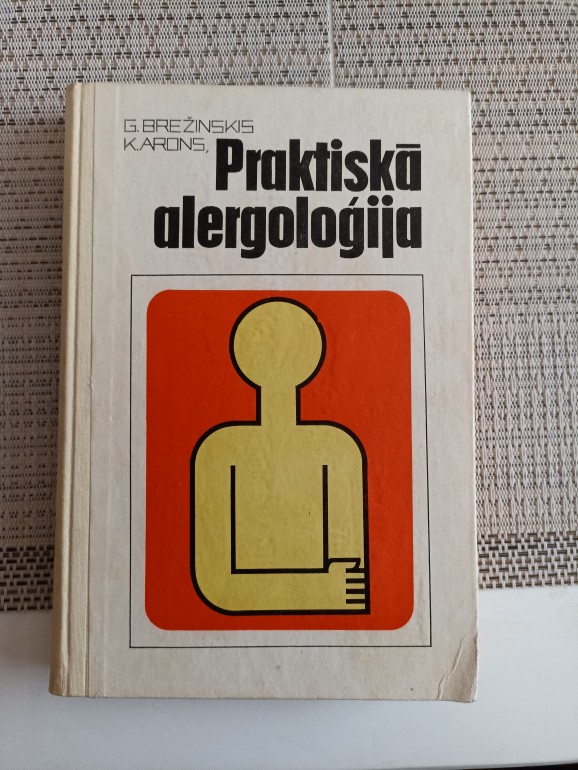 G. BREŽINSKIS
K. ARONS,
Praktiskā
alergoloģija